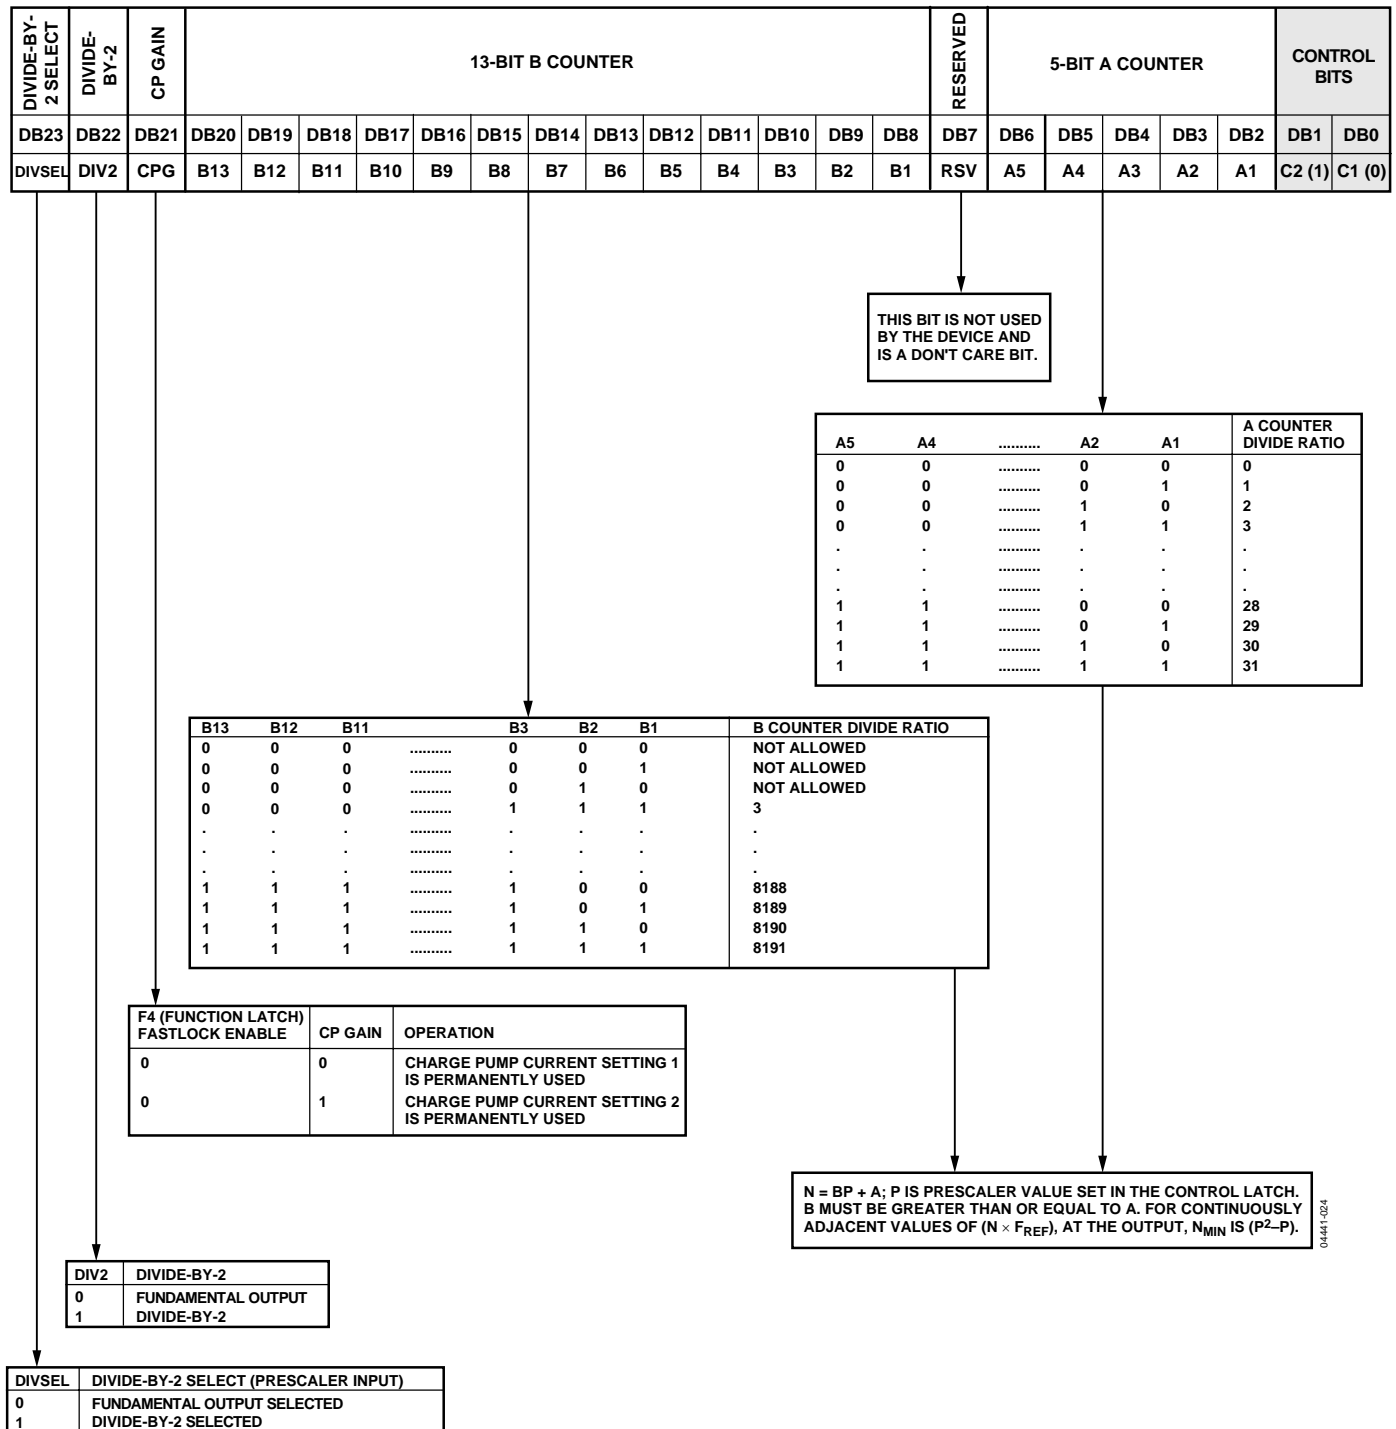 DIVIDE-BY-
2 SELECT
DIVIDE-
BY-2
CP GAIN
13-BIT B COUNTER
RESERVED
5-BIT A COUNTER
CONTROL
BITS
DB23 DB22 DB21 DB20 DB19 DB18 DB17 DB16 DB15 DB14 DB13 DB12 DB11 DB10 DB9 DB8 DB7 DB6 DB5 DB4 DB3 DB2 DB1 DB0
DIVSEL DIV2 CPG B13 B12 B11 B10 B9 B8 B7 B6 B5 B4 B3 B2 B1 RSV A5 A4 A3 A2 A1 C2 (1) C1 (0)
THIS BIT IS NOT USED
BY THE DEVICE AND
IS A DON'T CARE BIT.
A COUNTER
A5 A4 .......... A2 A1 DIVIDE RATIO
0 0 .......... 0 0 0
0 0 .......... 0 1 1
0 0 .......... 1 0 2
0 0 .......... 1 1 3
. . .......... . . .
. . .......... . . .
. . .......... . . .
1 1 .......... 0 0 28
1 1 .......... 0 1 29
1 1 .......... 1 0 30
1 1 .......... 1 1 31
B13 B12 B11 B3 B2 B1 B COUNTER DIVIDE RATIO
0 0 0 .......... 0 0 0 NOT ALLOWED
0 0 0 .......... 0 0 1 NOT ALLOWED
0 0 0 .......... 0 1 0 NOT ALLOWED
0 0 0 .......... 1 1 1 3
. . . .......... . . . .
. . . .......... . . . .
. . . .......... . . . .
1 1 1 .......... 1 0 0 8188
1 1 1 .......... 1 0 1 8189
1 1 1 .......... 1 1 0 8190
1 1 1 .......... 1 1 1 8191
F4 (FUNCTION LATCH)
FASTLOCK ENABLE CP GAIN OPERATION
0 0 CHARGE PUMP CURRENT SETTING 1
IS PERMANENTLY USED
0 1 CHARGE PUMP CURRENT SETTING 2
IS PERMANENTLY USED
N = BP + A; P IS PRESCALER VALUE SET IN THE CONTROL LATCH.
B MUST BE GREATER THAN OR EQUAL TO A. FOR CONTINUOUSLY
ADJACENT VALUES OF (N × FREF), AT THE OUTPUT, NMIN IS (P²–P).
04441-024
DIV2 DIVIDE-BY-2
0 FUNDAMENTAL OUTPUT
1 DIVIDE-BY-2
DIVSEL DIVIDE-BY-2 SELECT (PRESCALER INPUT)
0 FUNDAMENTAL OUTPUT SELECTED
1 DIVIDE-BY-2 SELECTED